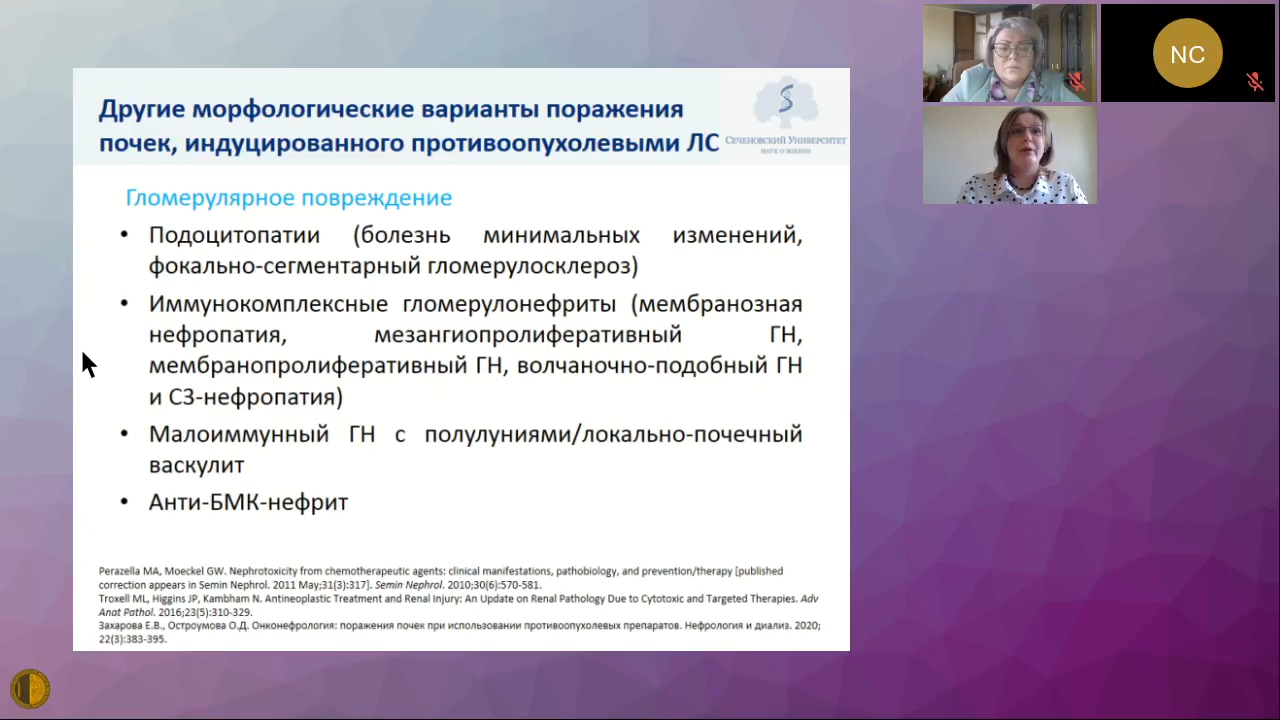 Другие морфологические варианты поражения
почек, индуцированного противоопухолевыми ЛС
СЕЧЕНОВСКИЙ УНИВЕРСИТЕТ
НАУК О ЖИЗНИ
Гломерулярное повреждение
• Подоцитопатии (болезнь минимальных изменений,
фокально-сегментарный гломерулосклероз)
• Иммунокомплексные гломерулонефриты (мембранозная
нефропатия, мезангиопролиферативный ГН,
мембранопролиферативный ГН, волчаночно-подобный ГН
и С3-нефропатия)
• Малоиммунный ГН с полулуниями/локально-почечный
васкулит
• Анти-БМК-нефрит
Perazella MA, Moeckel GW. Nephrotoxicity from chemotherapeutic agents: clinical manifestations, pathobiology, and prevention/therapy [published
correction appears in Semin Nephrol. 2011 May;31(3):317]. Semin Nephrol. 2010;30(6):570-581.
Troxell ML, Higgins JP, Kambham N. Antineoplastic Treatment and Renal Injury: An Update on Renal Pathology Due to Cytotoxic and Targeted Therapies. Adv
Anat Pathol. 2016;23(5):310-329.
Захарова Е.В., Остроумова О.Д. Онконефрология: поражения почек при использовании противоопухолевых препаратов. Нефрология и диализ. 2020;
22(3):383-395.
NC